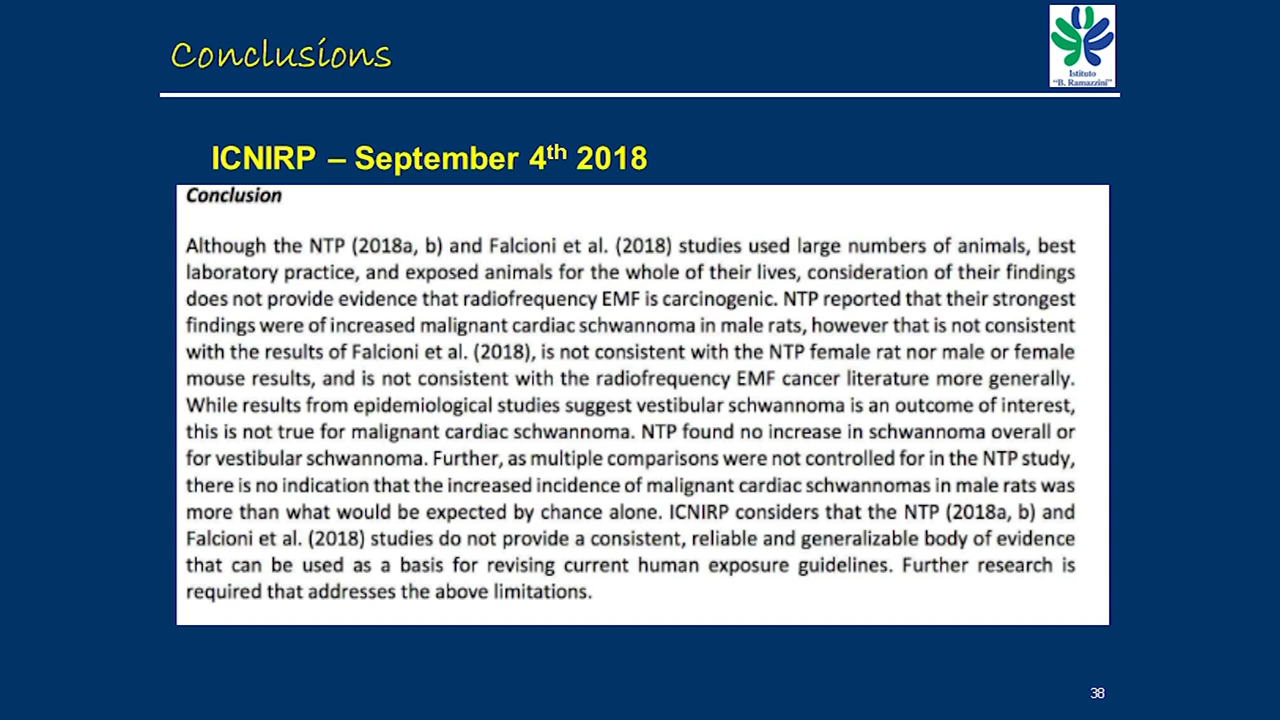 Conclusions
Istituto
"B. Ramazzini"
ICNIRP – September 4th 2018
Conclusion
Although the NTP (2018a, b) and Falcioni et al. (2018) studies used large numbers of animals, best
laboratory practice, and exposed animals for the whole of their lives, consideration of their findings
does not provide evidence that radiofrequency EMF is carcinogenic. NTP reported that their strongest
findings were of increased malignant cardiac schwannoma in male rats, however that is not consistent
with the results of Falcioni et al. (2018), is not consistent with the NTP female rat nor male or female
mouse results, and is not consistent with the radiofrequency EMF cancer literature more generally.
While results from epidemiological studies suggest vestibular schwannoma is an outcome of interest,
this is not true for malignant cardiac schwannoma. NTP found no increase in schwannoma overall or
for vestibular schwannoma. Further, as multiple comparisons were not controlled for in the NTP study,
there is no indication that the increased incidence of malignant cardiac schwannomas in male rats was
more than what would be expected by chance alone. ICNIRP considers that the NTP (2018a, b) and
Falcioni et al. (2018) studies do not provide a consistent, reliable and generalizable body of evidence
that can be used as a basis for revising current human exposure guidelines. Further research is
required that addresses the above limitations.
38